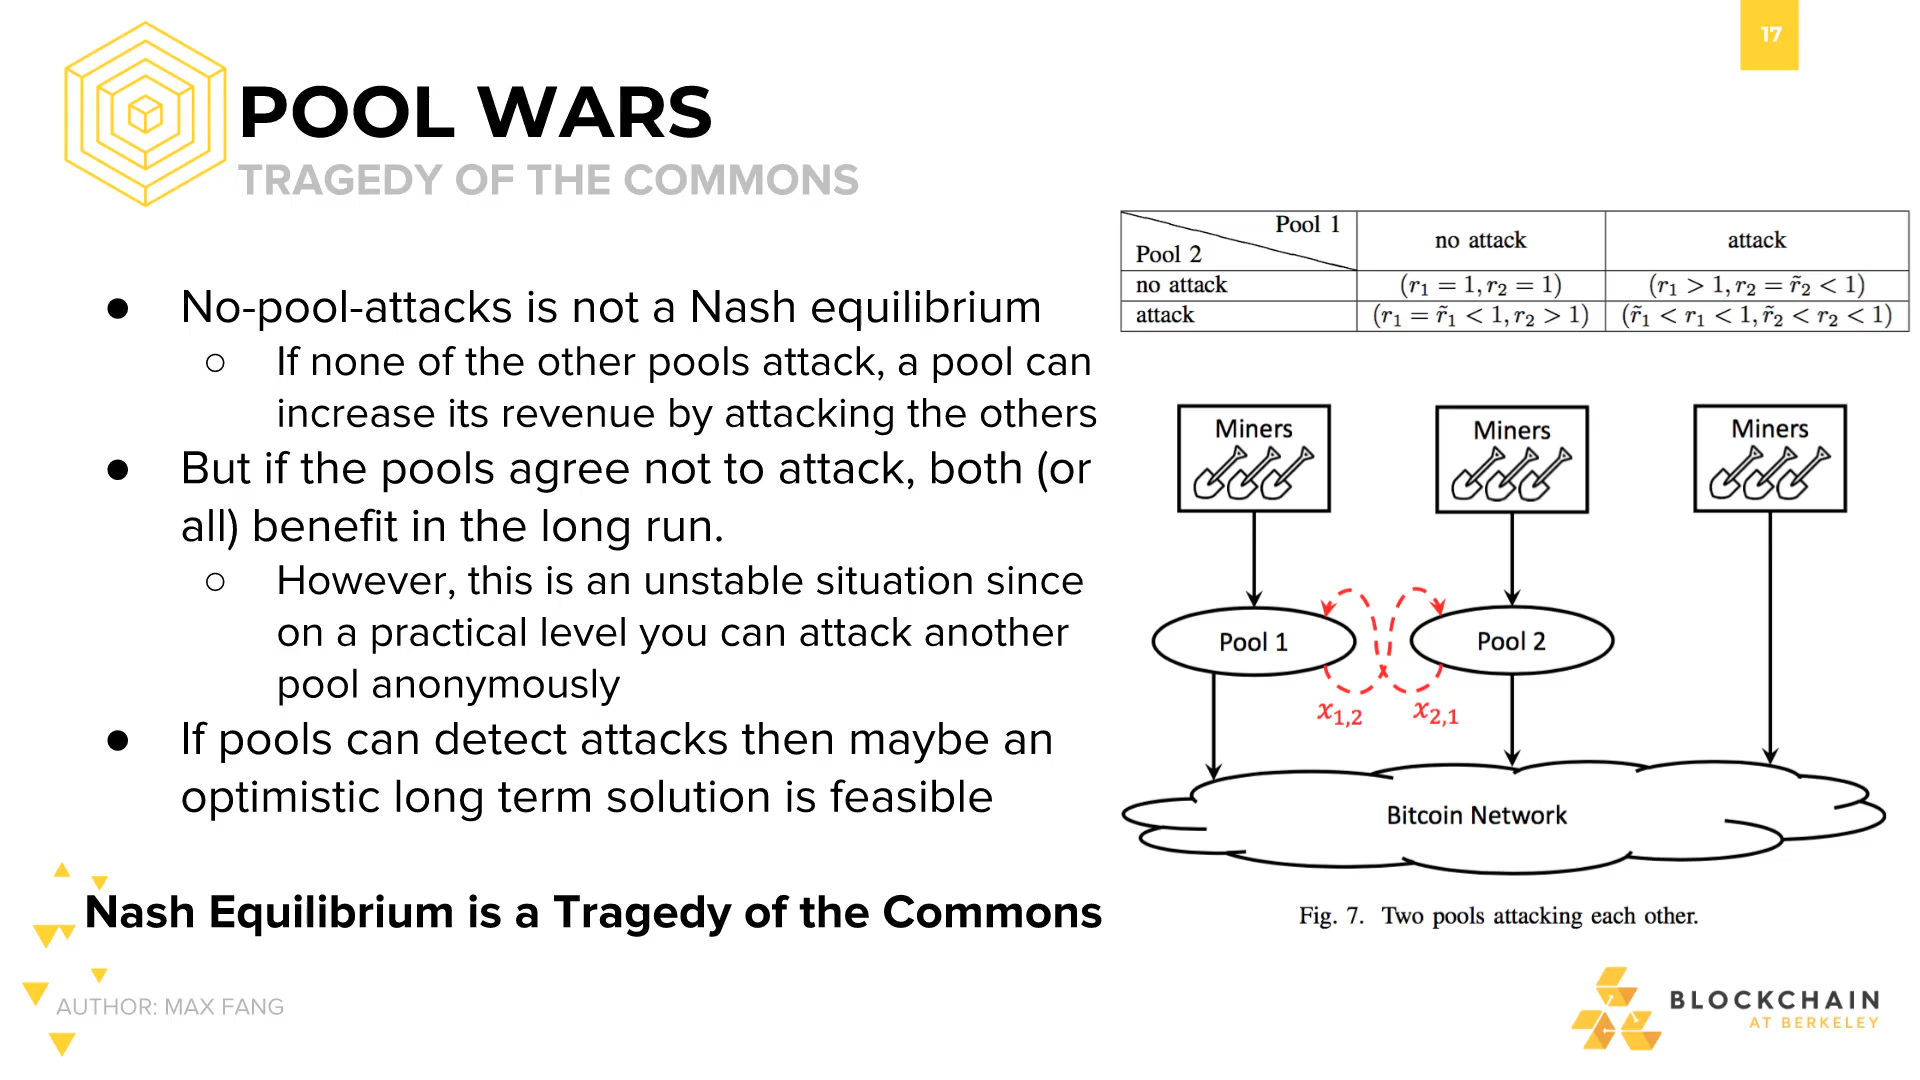 17
POOL WARS
TRAGEDY OF THE COMMONS
● No-pool-attacks is not a Nash equilibrium
○ If none of the other pools attack, a pool can
increase its revenue by attacking the others
● But if the pools agree not to attack, both (or
all) benefit in the long run.
○ However, this is an unstable situation since
on a practical level you can attack another
pool anonymously
● If pools can detect attacks then maybe an
optimistic long term solution is feasible
Nash Equilibrium is a Tragedy of the Commons
AUTHOR: MAX FANG
Pool 1
Pool 2
no attack
attack
no attack
(r₁ = 1, r₂ = 1)
(r₁ > 1, r₂ = r̃₂ < 1)
attack
(r₁ = r̃₁ < 1, r₂ > 1)
(r̃₁ < r₁ < 1, r̃₂ < r₂ < 1)
Miners
Miners
Miners
Pool 1
Pool 2
x₁,₂
x₂,₁
Bitcoin Network
Fig. 7. Two pools attacking each other.
BLOCKCHAIN
AT BERKELEY